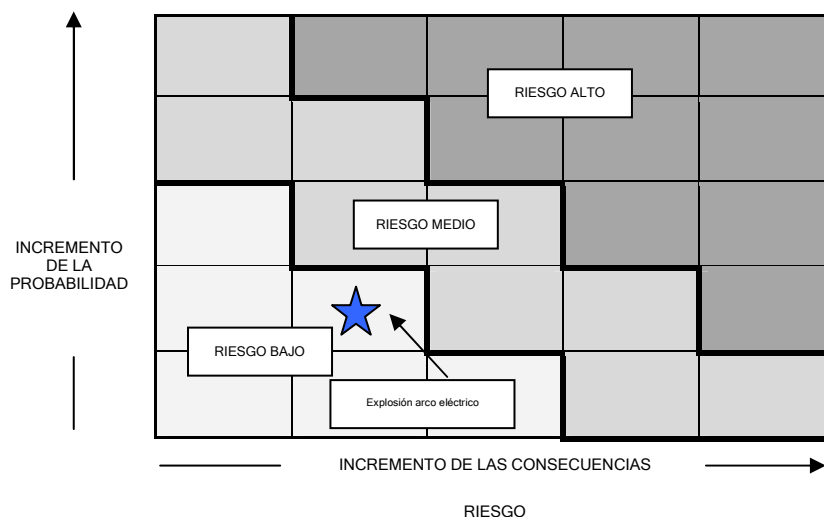 RIESGO ALTO
RIESGO MEDIO
INCREMENTO
DE LA
PROBABILIDAD
RIESGO BAJO
Explosión arco eléctrico
INCREMENTO DE LAS CONSECUENCIAS
RIESGO